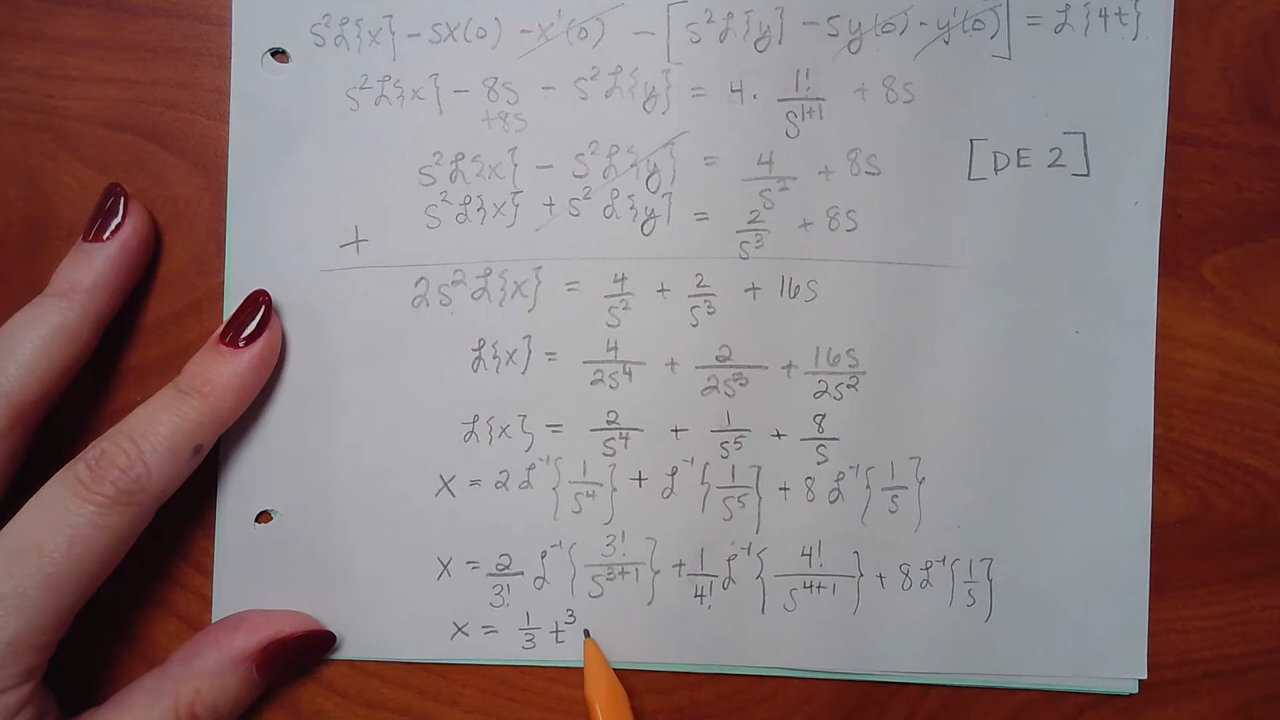 s²ℒ{x} - sx(0) - x'(0) - [s²ℒ{y} - sy(0) - y'(0)] = ℒ{4t}
s²ℒ{x} - 8s - s²ℒ{y} = 4 · 1!/s^(1+1) + 8s
+8s
s²ℒ{x} - s²ℒ{y} = 4/s² + 8s [DE 2]
+ s²ℒ{x} + s²ℒ{y} = 2/s³ + 8s
2s²ℒ{x} = 4/s² + 2/s³ + 16s
ℒ{x} = 4/2s⁴ + 2/2s⁵ + 16s/2s²
ℒ{x} = 2/s⁴ + 1/s⁵ + 8/s
x = 2ℒ⁻¹{1/s⁴} + ℒ⁻¹{1/s⁵} + 8ℒ⁻¹{1/s}
x = 2/3! ℒ⁻¹{3!/s^(3+1)} + 1/4! ℒ⁻¹{4!/s^(4+1)} + 8ℒ⁻¹{1/s}
x = 1/3 t³